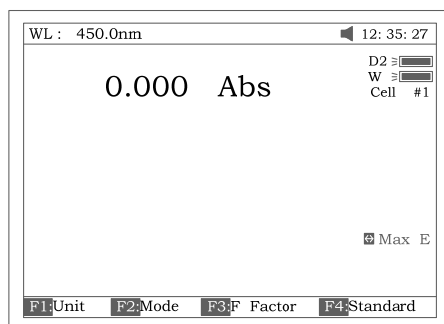 WL : 450.0nm 12: 35: 27
D2
0.000 Abs
W
Cell #1
Max E
F1:Unit F2:Mode F3:F Factor F4:Standard